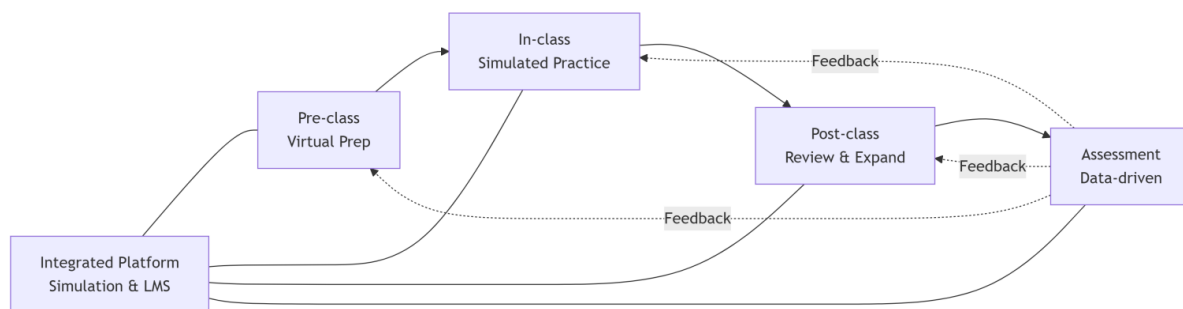 In-class
Simulated Practice
Feedback
Pre-class
Virtual Prep
Post-class
Review & Expand
Assessment
Data-driven
Feedback
Feedback
Integrated Platform
Simulation & LMS